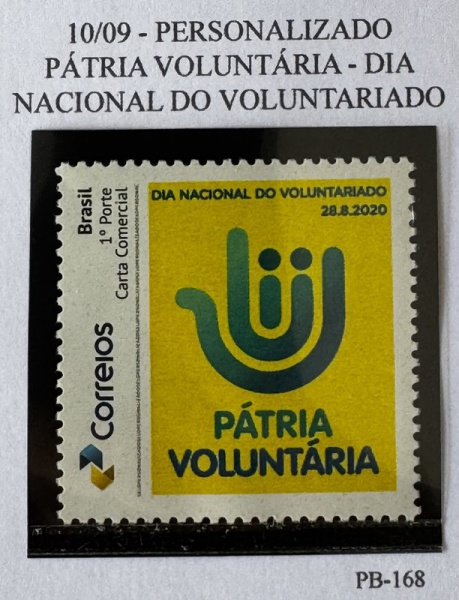 10/09 - PERSONALIZADO
PÁTRIA VOLUNTÁRIA - DIA
NACIONAL DO VOLUNTARIADO
Brasil
1º Porte
Carta Comercial
Correios
DIA NACIONAL DO VOLUNTARIADO
28.8.2020
PÁTRIA
VOLUNTÁRIA
PB-168